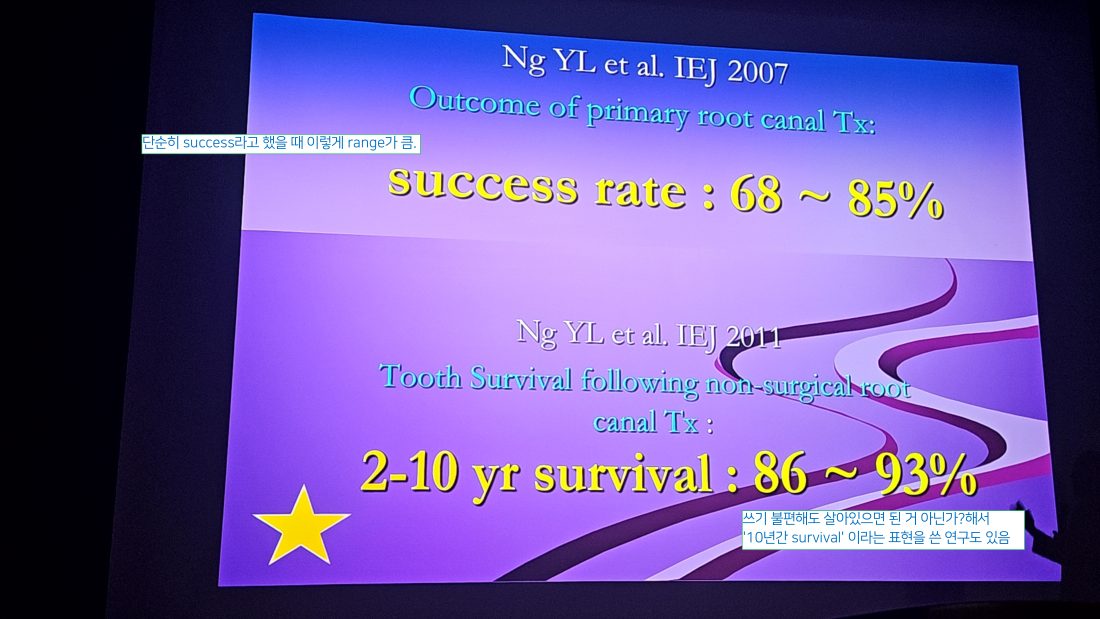 Ng YL et al. IEJ 2007
Outcome of primary root canal Tx:
단순히 success라고 했을 때 이렇게 range가 큼.
success rate : 68 ~ 85%
Ng YL et al. IEJ 2011
Tooth Survival following non-surgical root
canal Tx :
2-10 yr survival : 86 ~ 93%
쓰기 불편해도 살아있으면 된 거 아닌가?해서
'10년간 survival' 이라는 표현을 쓴 연구도 있음